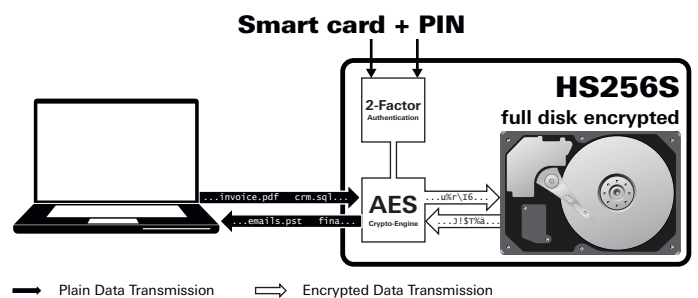 Smart card + PIN
HS256S
full disk encrypted
2-Factor
Authentication
...invoice.pdf crm.sql...
...emails.pst fina...
AES
Crypto-Engine
...u%r\I6...
...J!$T%ä...
Plain Data Transmission
Encrypted Data Transmission